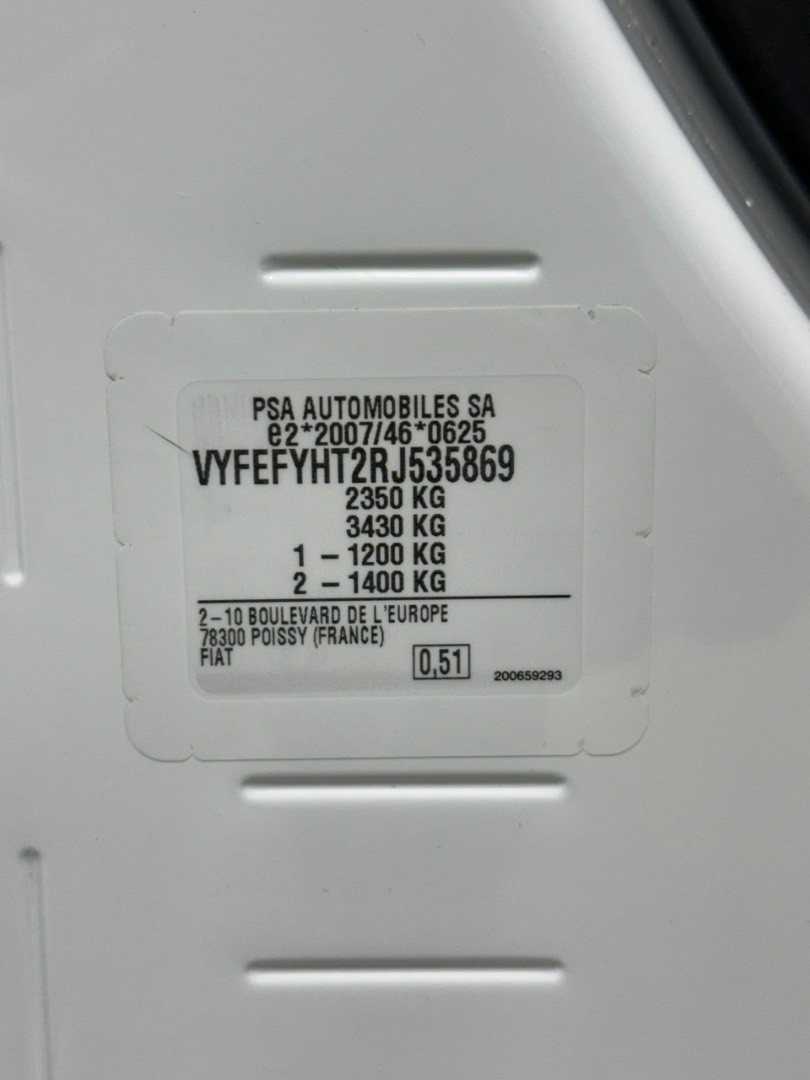 PSA AUTOMOBILES SA
e2*2007/46*0625
VYFEFYHT2RJ535869
2350 KG
3430 KG
1 – 1200 KG
2 – 1400 KG
2–10 BOULEVARD DE L'EUROPE
78300 POISSY (FRANCE)
FIAT
0,51
200659293